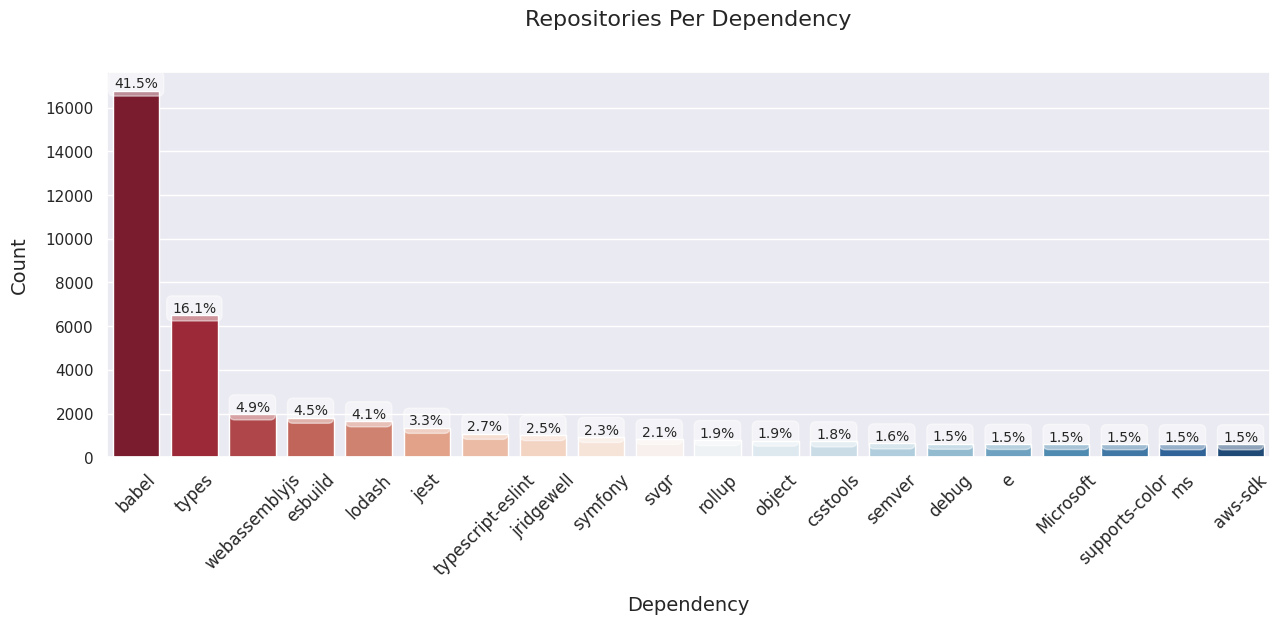 Repositories Per Dependency
Count
16000
14000
12000
10000
8000
6000
4000
2000
0
41.5%
16.1%
4.9%
4.5%
4.1%
3.3%
2.7%
2.5%
2.3%
2.1%
1.9%
1.9%
1.8%
1.6%
1.5%
1.5%
1.5%
1.5%
1.5%
1.5%
babel
types
webassemblyjs
esbuild
lodash
jest
typescript-eslint
jridgewell
symfony
svgr
rollup
object
csstools
semver
debug
e
Microsoft
supports-color
ms
aws-sdk
Dependency